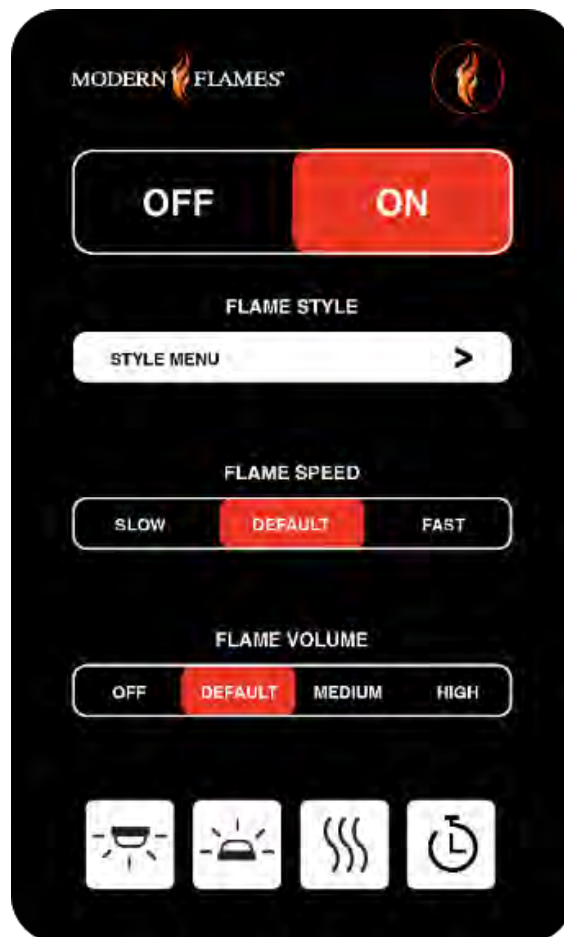 MODERN FLAMES®
OFF ON
FLAME STYLE
STYLE MENU >
FLAME SPEED
SLOW DEFAULT FAST
FLAME VOLUME
OFF DEFAULT MEDIUM HIGH